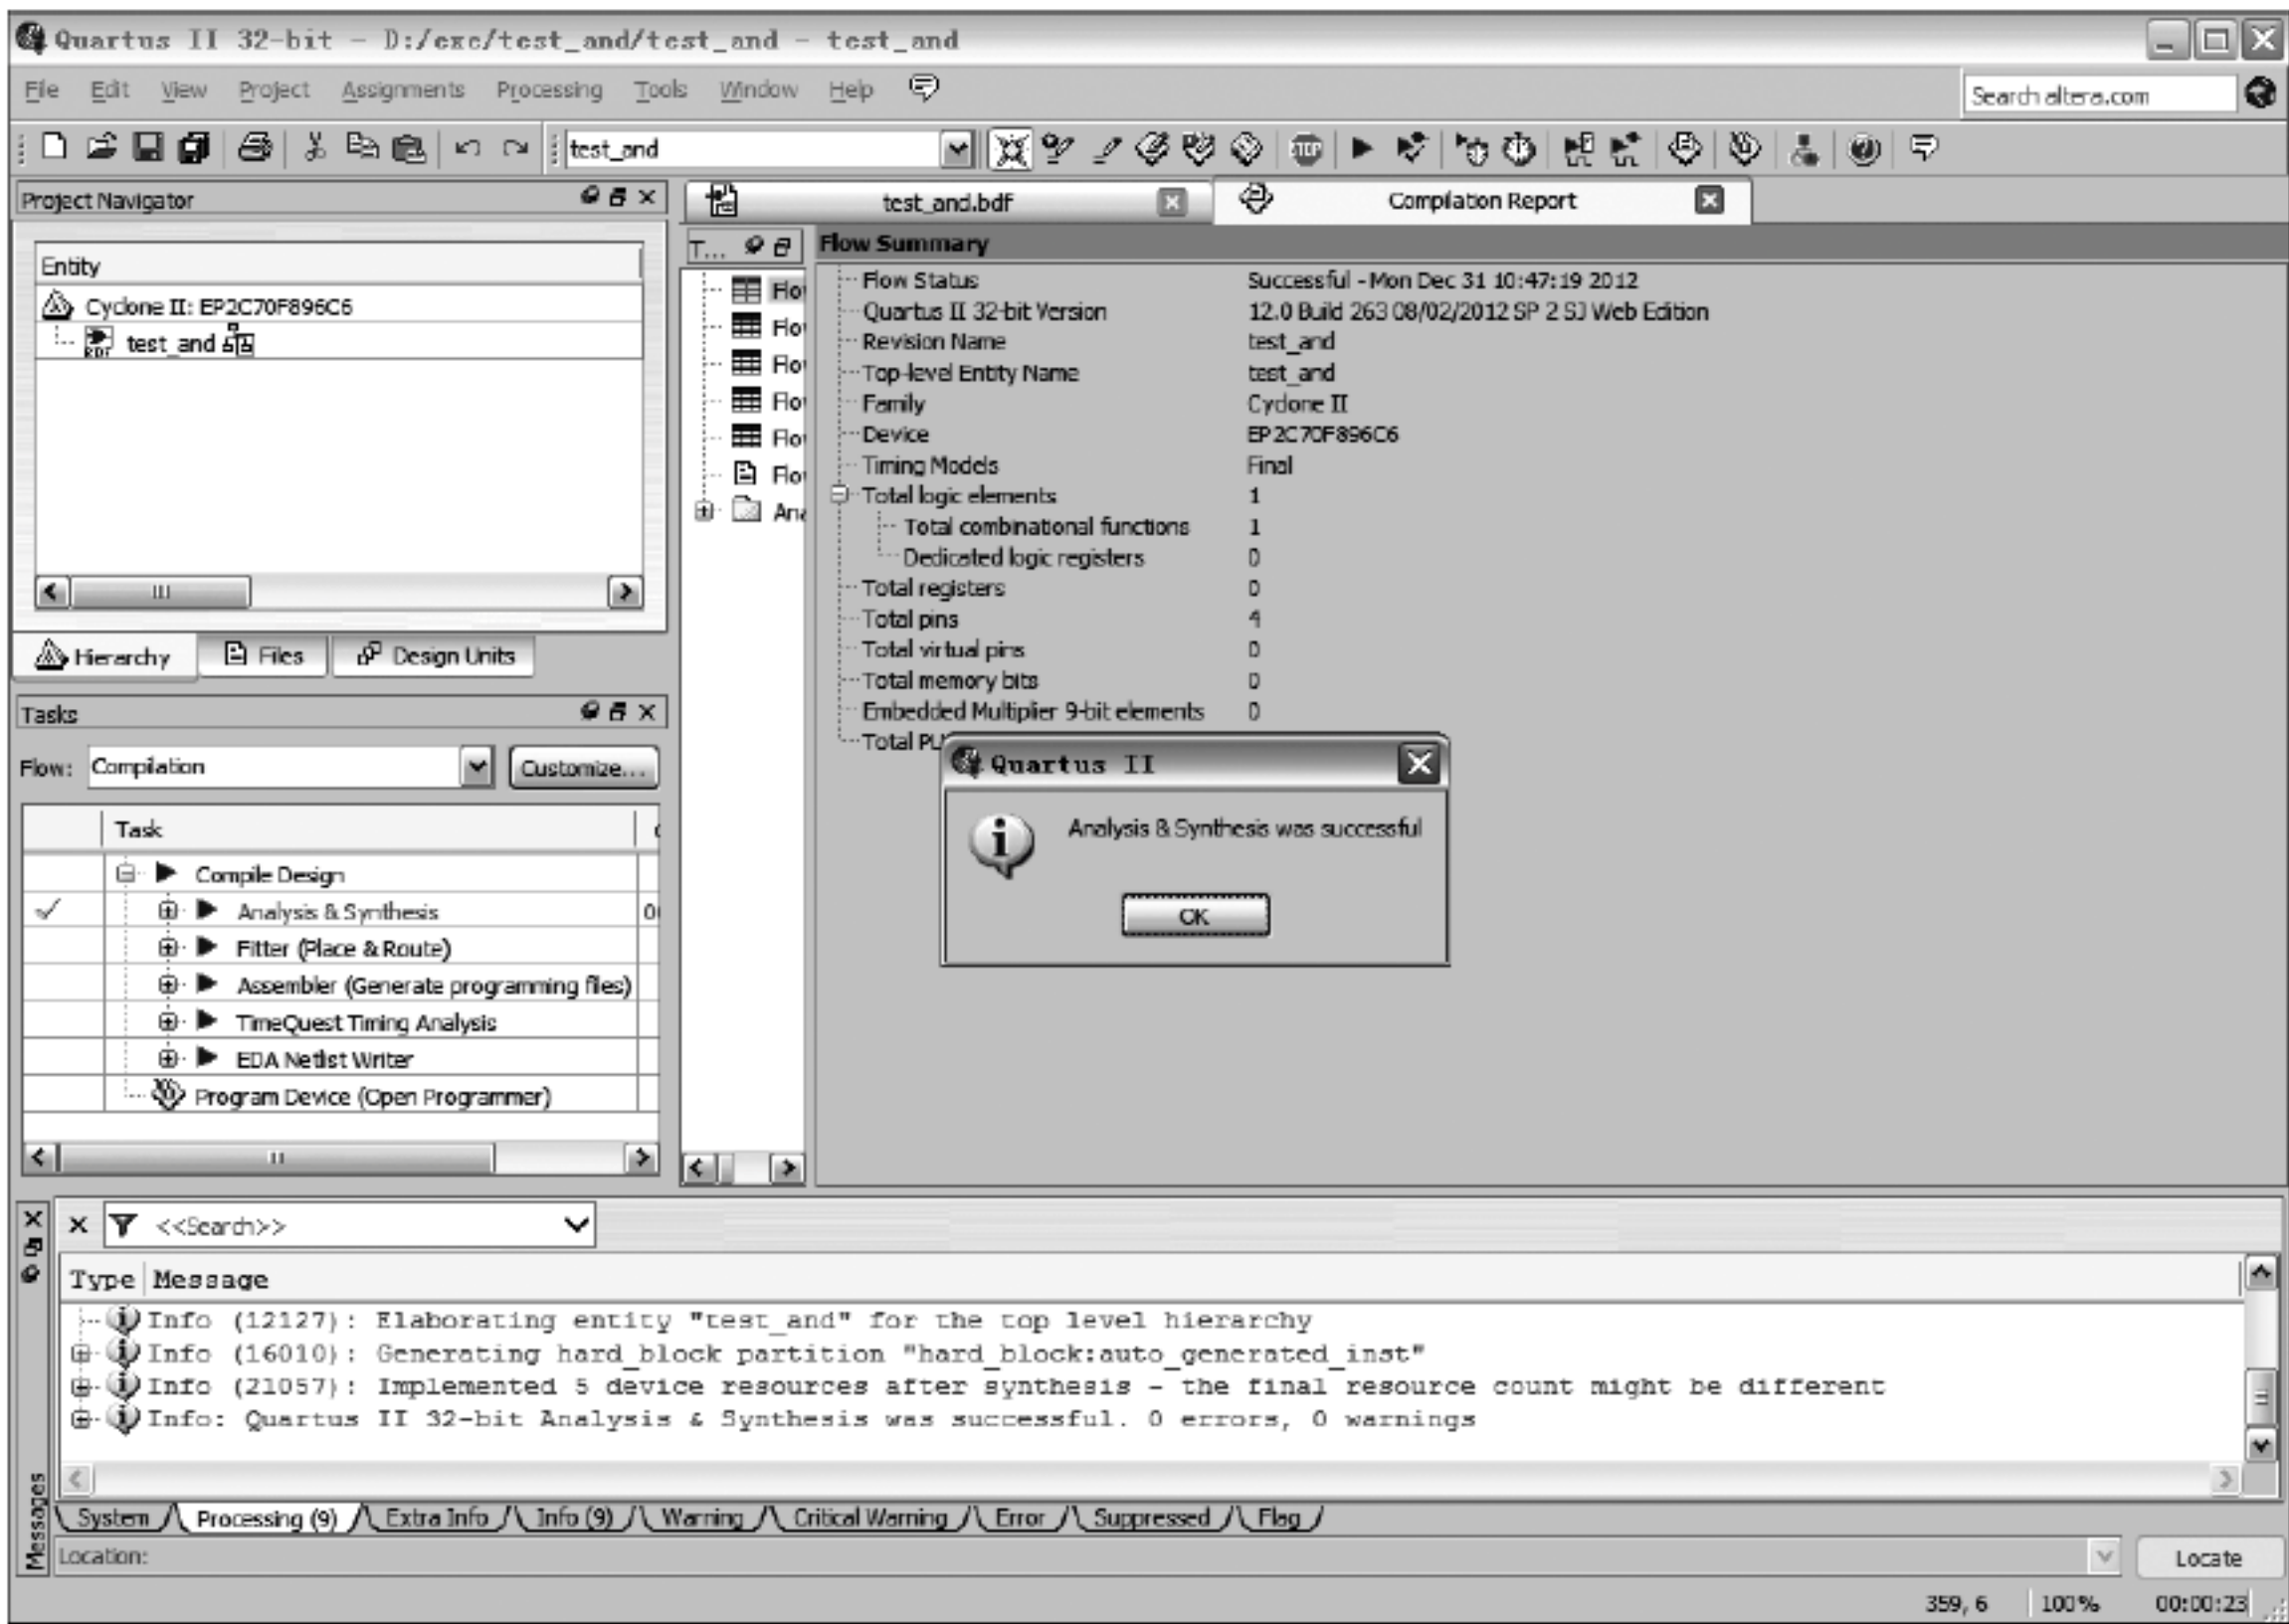 Quartus II 32-bit - D:/exc/test_and/test_and - test_and
File Edit View Project Assignments Processing Tools Window Help
Search altera.com
test_and
Project Navigator
Entity
Cyclone II: EP2C70F896C6
test_and
Hierarchy Files Design Units
Tasks
Flow: Compilation Customize...
Task
Compile Design
Analysis & Synthesis
Fitter (Place & Route)
Assembler (Generate programming files)
TimeQuest Timing Analysis
EDA Netlist Writer
Program Device (Open Programmer)
test_and.bdf Compilation Report
T...
Flo
Flo
Flo
Flo
Flo
Flo
Ana
Flow Summary
Flow Status Successful - Mon Dec 31 10:47:19 2012
Quartus II 32-bit Version 12.0 Build 263 08/02/2012 SP 2 SJ Web Edition
Revision Name test_and
Top-level Entity Name test_and
Family Cyclone II
Device EP2C70F896C6
Timing Models Final
Total logic elements 1
Total combinational functions 1
Dedicated logic registers 0
Total registers 0
Total pins 4
Total virtual pins 0
Total memory bits 0
Embedded Multiplier 9-bit elements 0
Total PL
Quartus II
Analysis & Synthesis was successful
OK
<<Search>>
Type Message
Info (12127): Elaborating entity "test_and" for the top level hierarchy
Info (16010): Generating hard_block partition "hard_block:auto_generated_inst"
Info (21057): Implemented 5 device resources after synthesis - the final resource count might be different
Info: Quartus II 32-bit Analysis & Synthesis was successful. 0 errors, 0 warnings
System Processing (9) Extra Info Info (9) Warning Critical Warning Error Suppressed Flag
Messages
Location: Locate
359, 6 100% 00:00:23